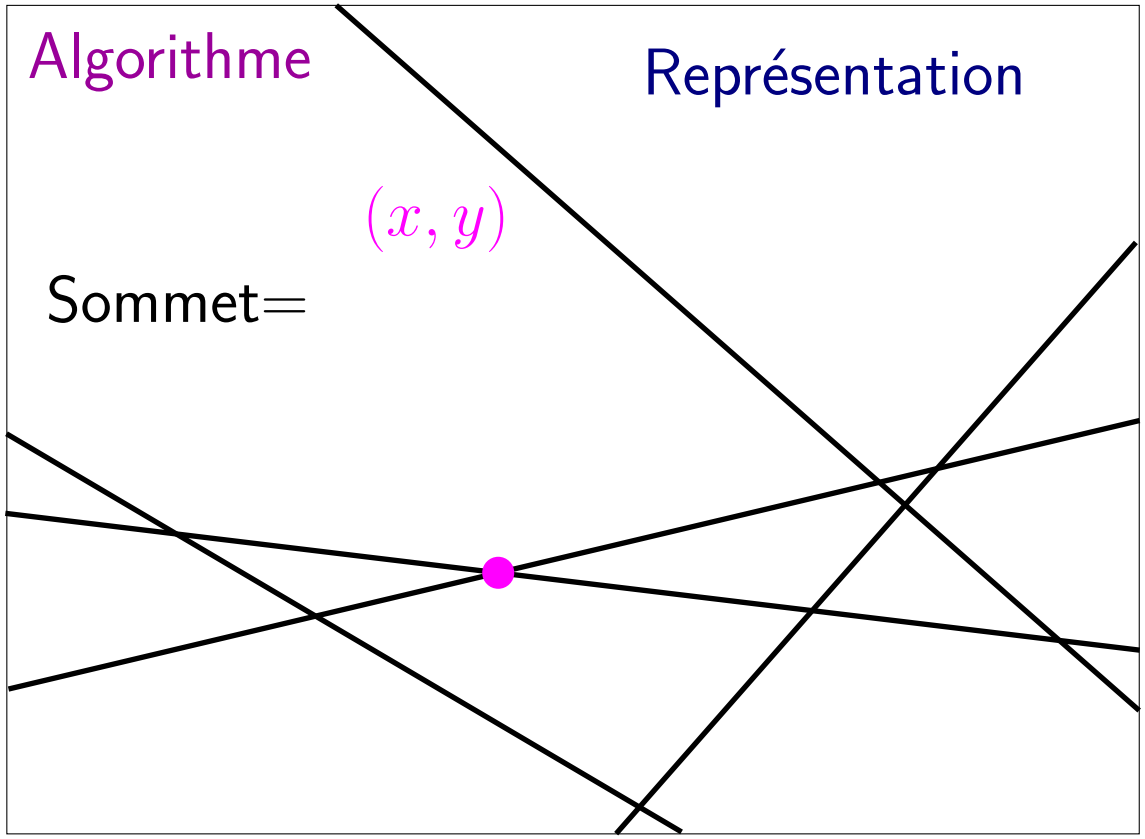 Algorithme
Représentation
(x, y)
Sommet=